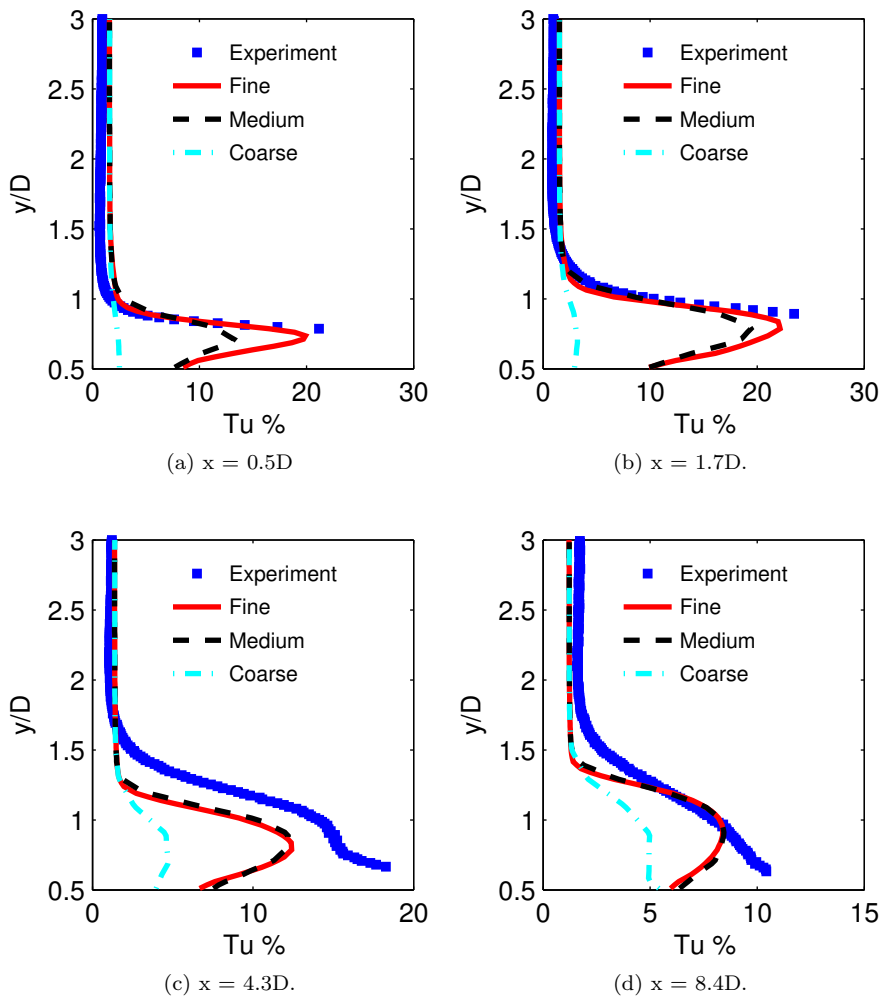 3
2.5
2
1.5
1
0.5
y/D
0
10
20
30
Tu %
Experiment
Fine
Medium
Coarse
(a) x = 0.5D
3
2.5
2
1.5
1
0.5
y/D
0
10
20
30
Tu %
Experiment
Fine
Medium
Coarse
(b) x = 1.7D.
3
2.5
2
1.5
1
0.5
y/D
0
10
20
Tu %
Experiment
Fine
Medium
Coarse
(c) x = 4.3D.
3
2.5
2
1.5
1
0.5
y/D
0
5
10
15
Tu %
Experiment
Fine
Medium
Coarse
(d) x = 8.4D.